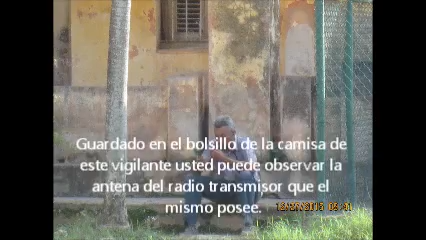 Guardado en el bolsillo de la camisa de
este vigilante usted puede observar la
antena del radio transmisor que el
mismo posee.